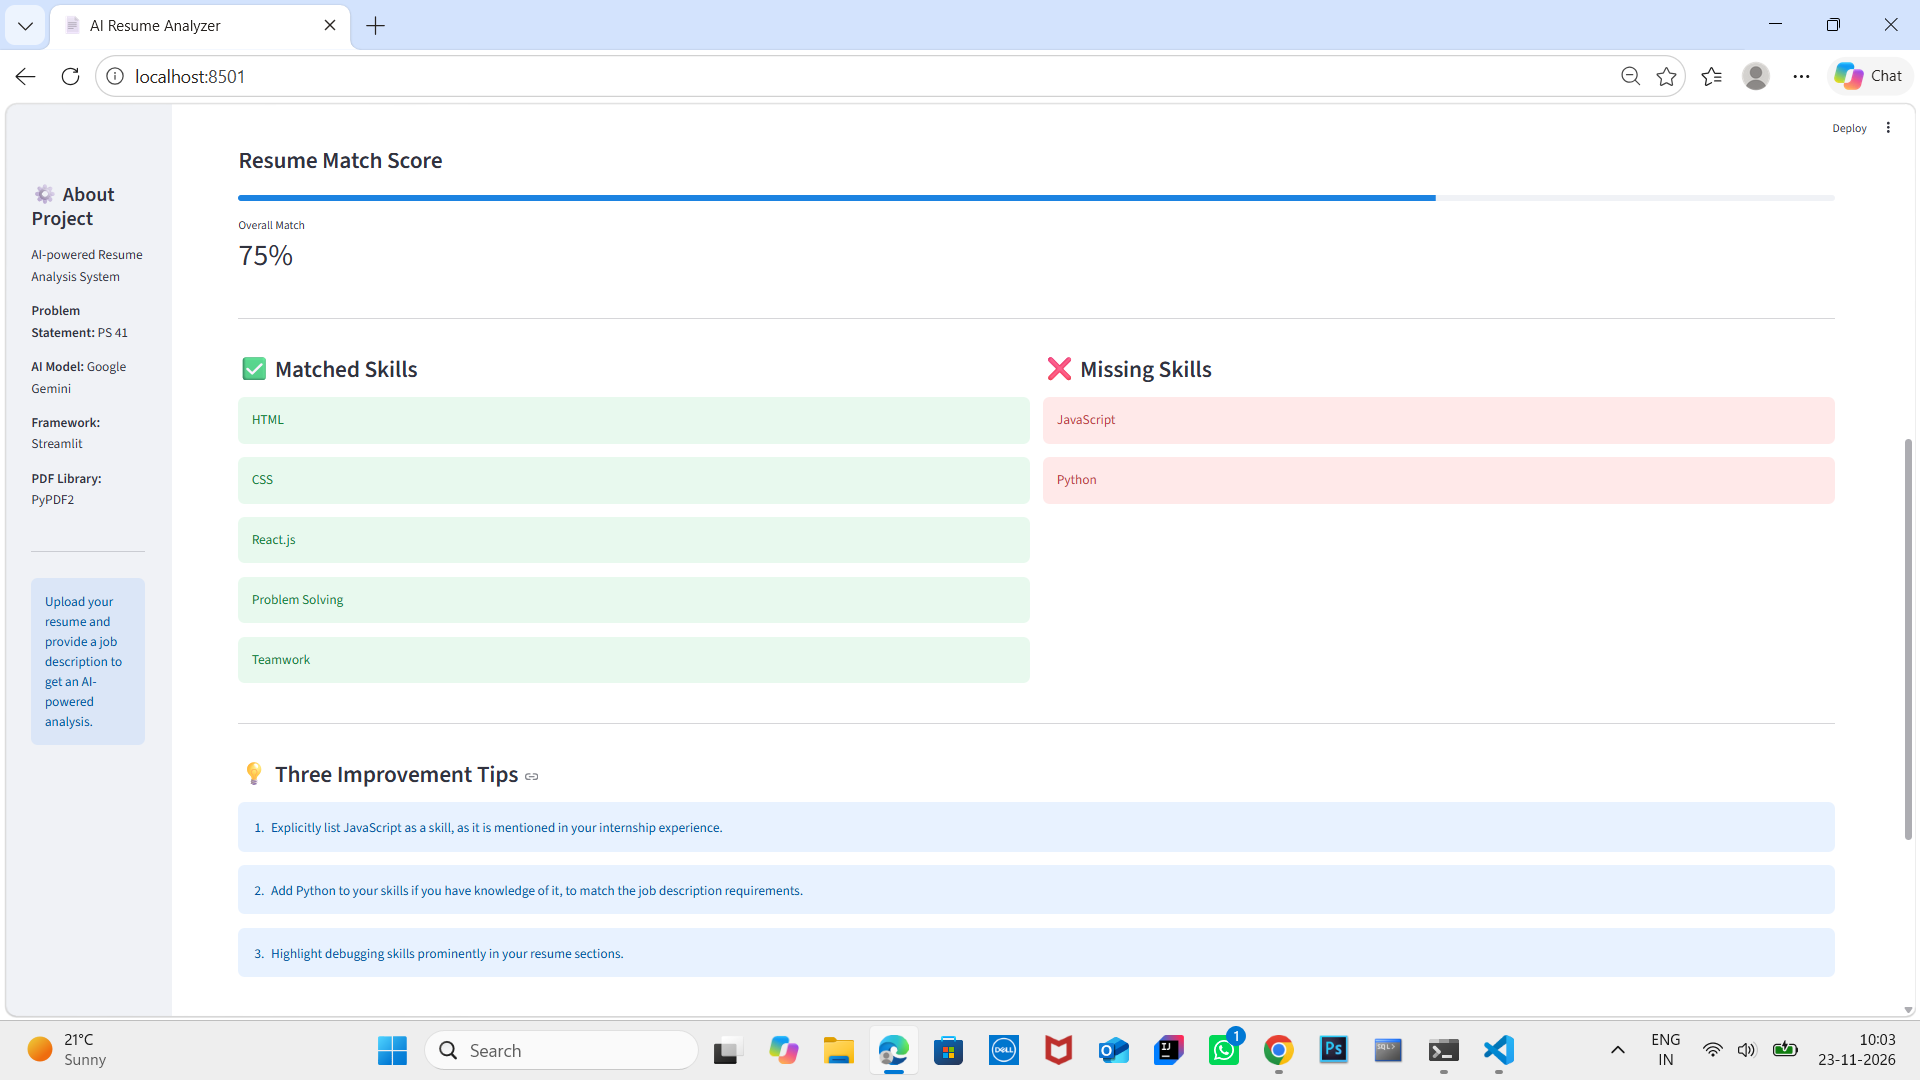 AI Resume Analyzer
localhost:8501
Chat
Deploy
About
Project
AI-powered Resume
Analysis System
Problem
Statement: PS 41
AI Model: Google
Gemini
Framework:
Streamlit
PDF Library:
PyPDF2
Upload your
resume and
provide a job
description to
get an AI-
powered
analysis.
Resume Match Score
Overall Match
75%
Matched Skills
HTML
CSS
React.js
Problem Solving
Teamwork
Missing Skills
JavaScript
Python
Three Improvement Tips
1. Explicitly list JavaScript as a skill, as it is mentioned in your internship experience.
2. Add Python to your skills if you have knowledge of it, to match the job description requirements.
3. Highlight debugging skills prominently in your resume sections.
21°C
Sunny
Search
DELL
IJ
1
Ps
SQL>
ENG
IN
10:03
23-11-2026